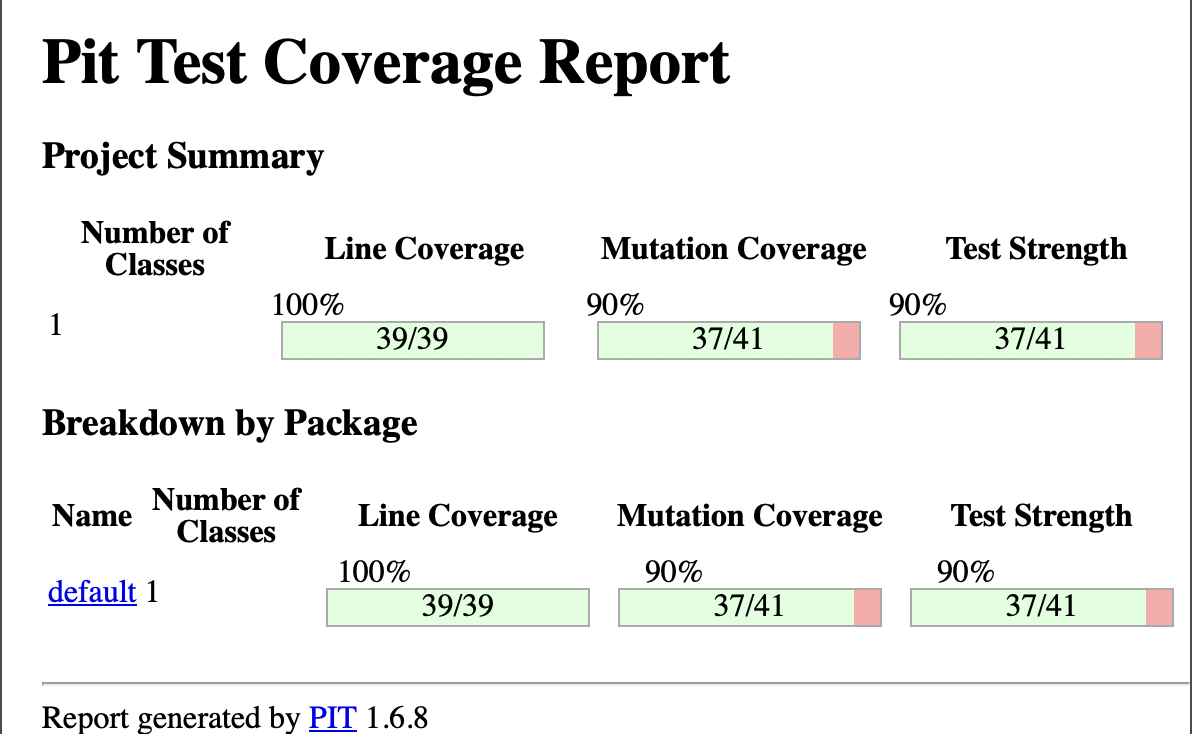 Pit Test Coverage Report
Project Summary
Number of Classes Line Coverage Mutation Coverage Test Strength
1 100% 39/39 90% 37/41 90% 37/41
Breakdown by Package
Name Number of Classes Line Coverage Mutation Coverage Test Strength
default 1 100% 39/39 90% 37/41 90% 37/41
Report generated by PIT 1.6.8